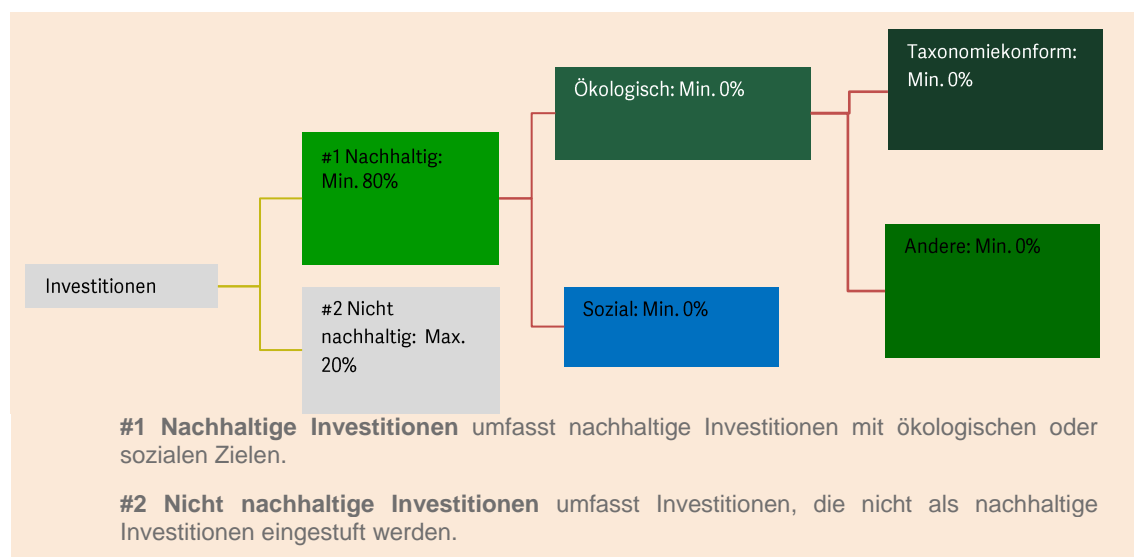 Taxonomiekonform:
Min. 0%
Ökologisch: Min. 0%
#1 Nachhaltig:
Min. 80%
Andere: Min. 0%
Investitionen
#2 Nicht
nachhaltig:  Max.
20%
Sozial: Min. 0%
#1 Nachhaltige Investitionen umfasst nachhaltige Investitionen mit ökologischen oder
sozialen Zielen.
#2 Nicht nachhaltige Investitionen umfasst Investitionen, die nicht als nachhaltige
Investitionen eingestuft werden.